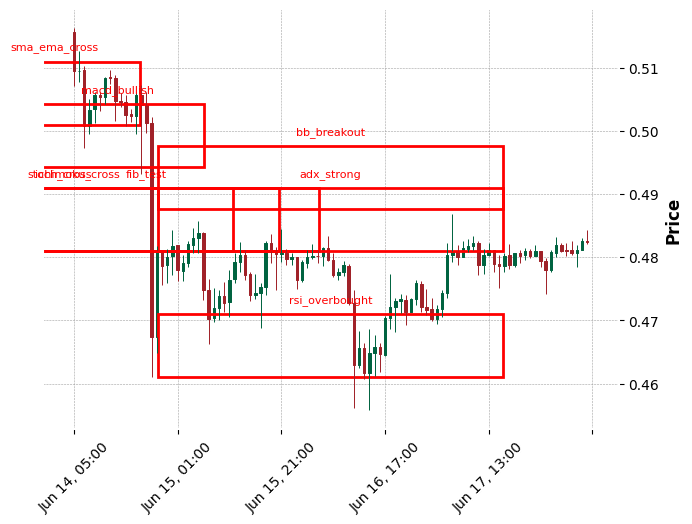 sma_ema_cross
macd_bullish
bb_breakout
fib_test
adx_strong
rsi_overbought
0.51
0.50
0.49
0.48
0.47
0.46
Price
Jun 14, 05:00
Jun 15, 01:00
Jun 15, 21:00
Jun 16, 17:00
Jun 17, 13:00